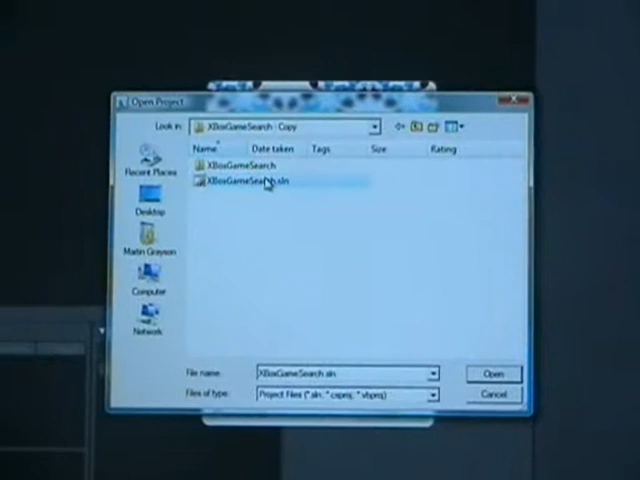 Open Project
Look in: XBoxGameSearch - Copy
Name Date taken Tags Size Rating
XBoxGameSearch
XBoxGameSearch.sln
Recent Places
Desktop
Martin Grayson
Computer
Network
File name: XBoxGameSearch.sln
Open
Files of type: Project Files (*.sln; *.csproj; *.vbproj)
Cancel